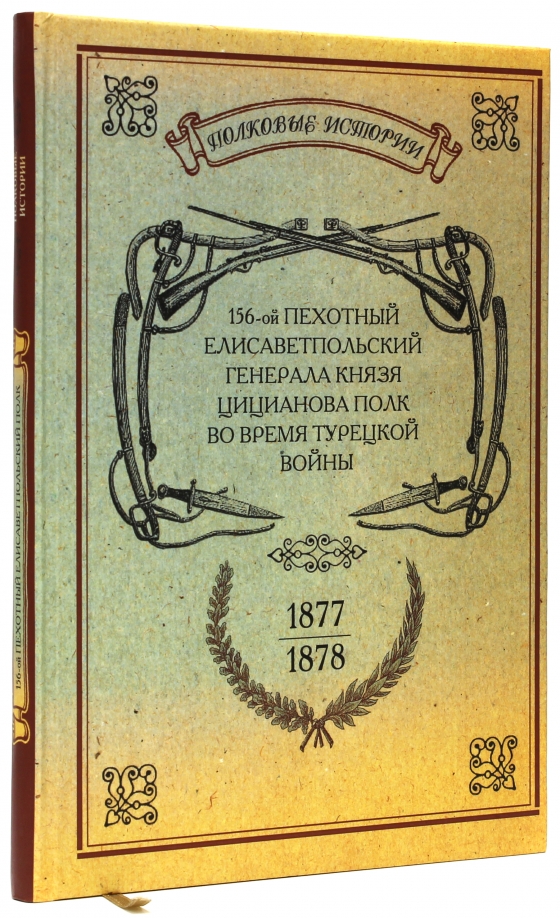 ПОЛКОВЫЕ ИСТОРИИ
156-ой ПЕХОТНЫЙ
ЕЛИСАВЕТПОЛЬСКИЙ
ГЕНЕРАЛА КНЯЗЯ
ЦИЦИАНОВА ПОЛК
ВО ВРЕМЯ ТУРЕЦКОЙ
ВОЙНЫ
1877
1878
ПОЛКОВЫЕ
ИСТОРИИ
156-ой ПЕХОТНЫЙ ЕЛИСАВЕТПОЛЬСКИЙ ПОЛК